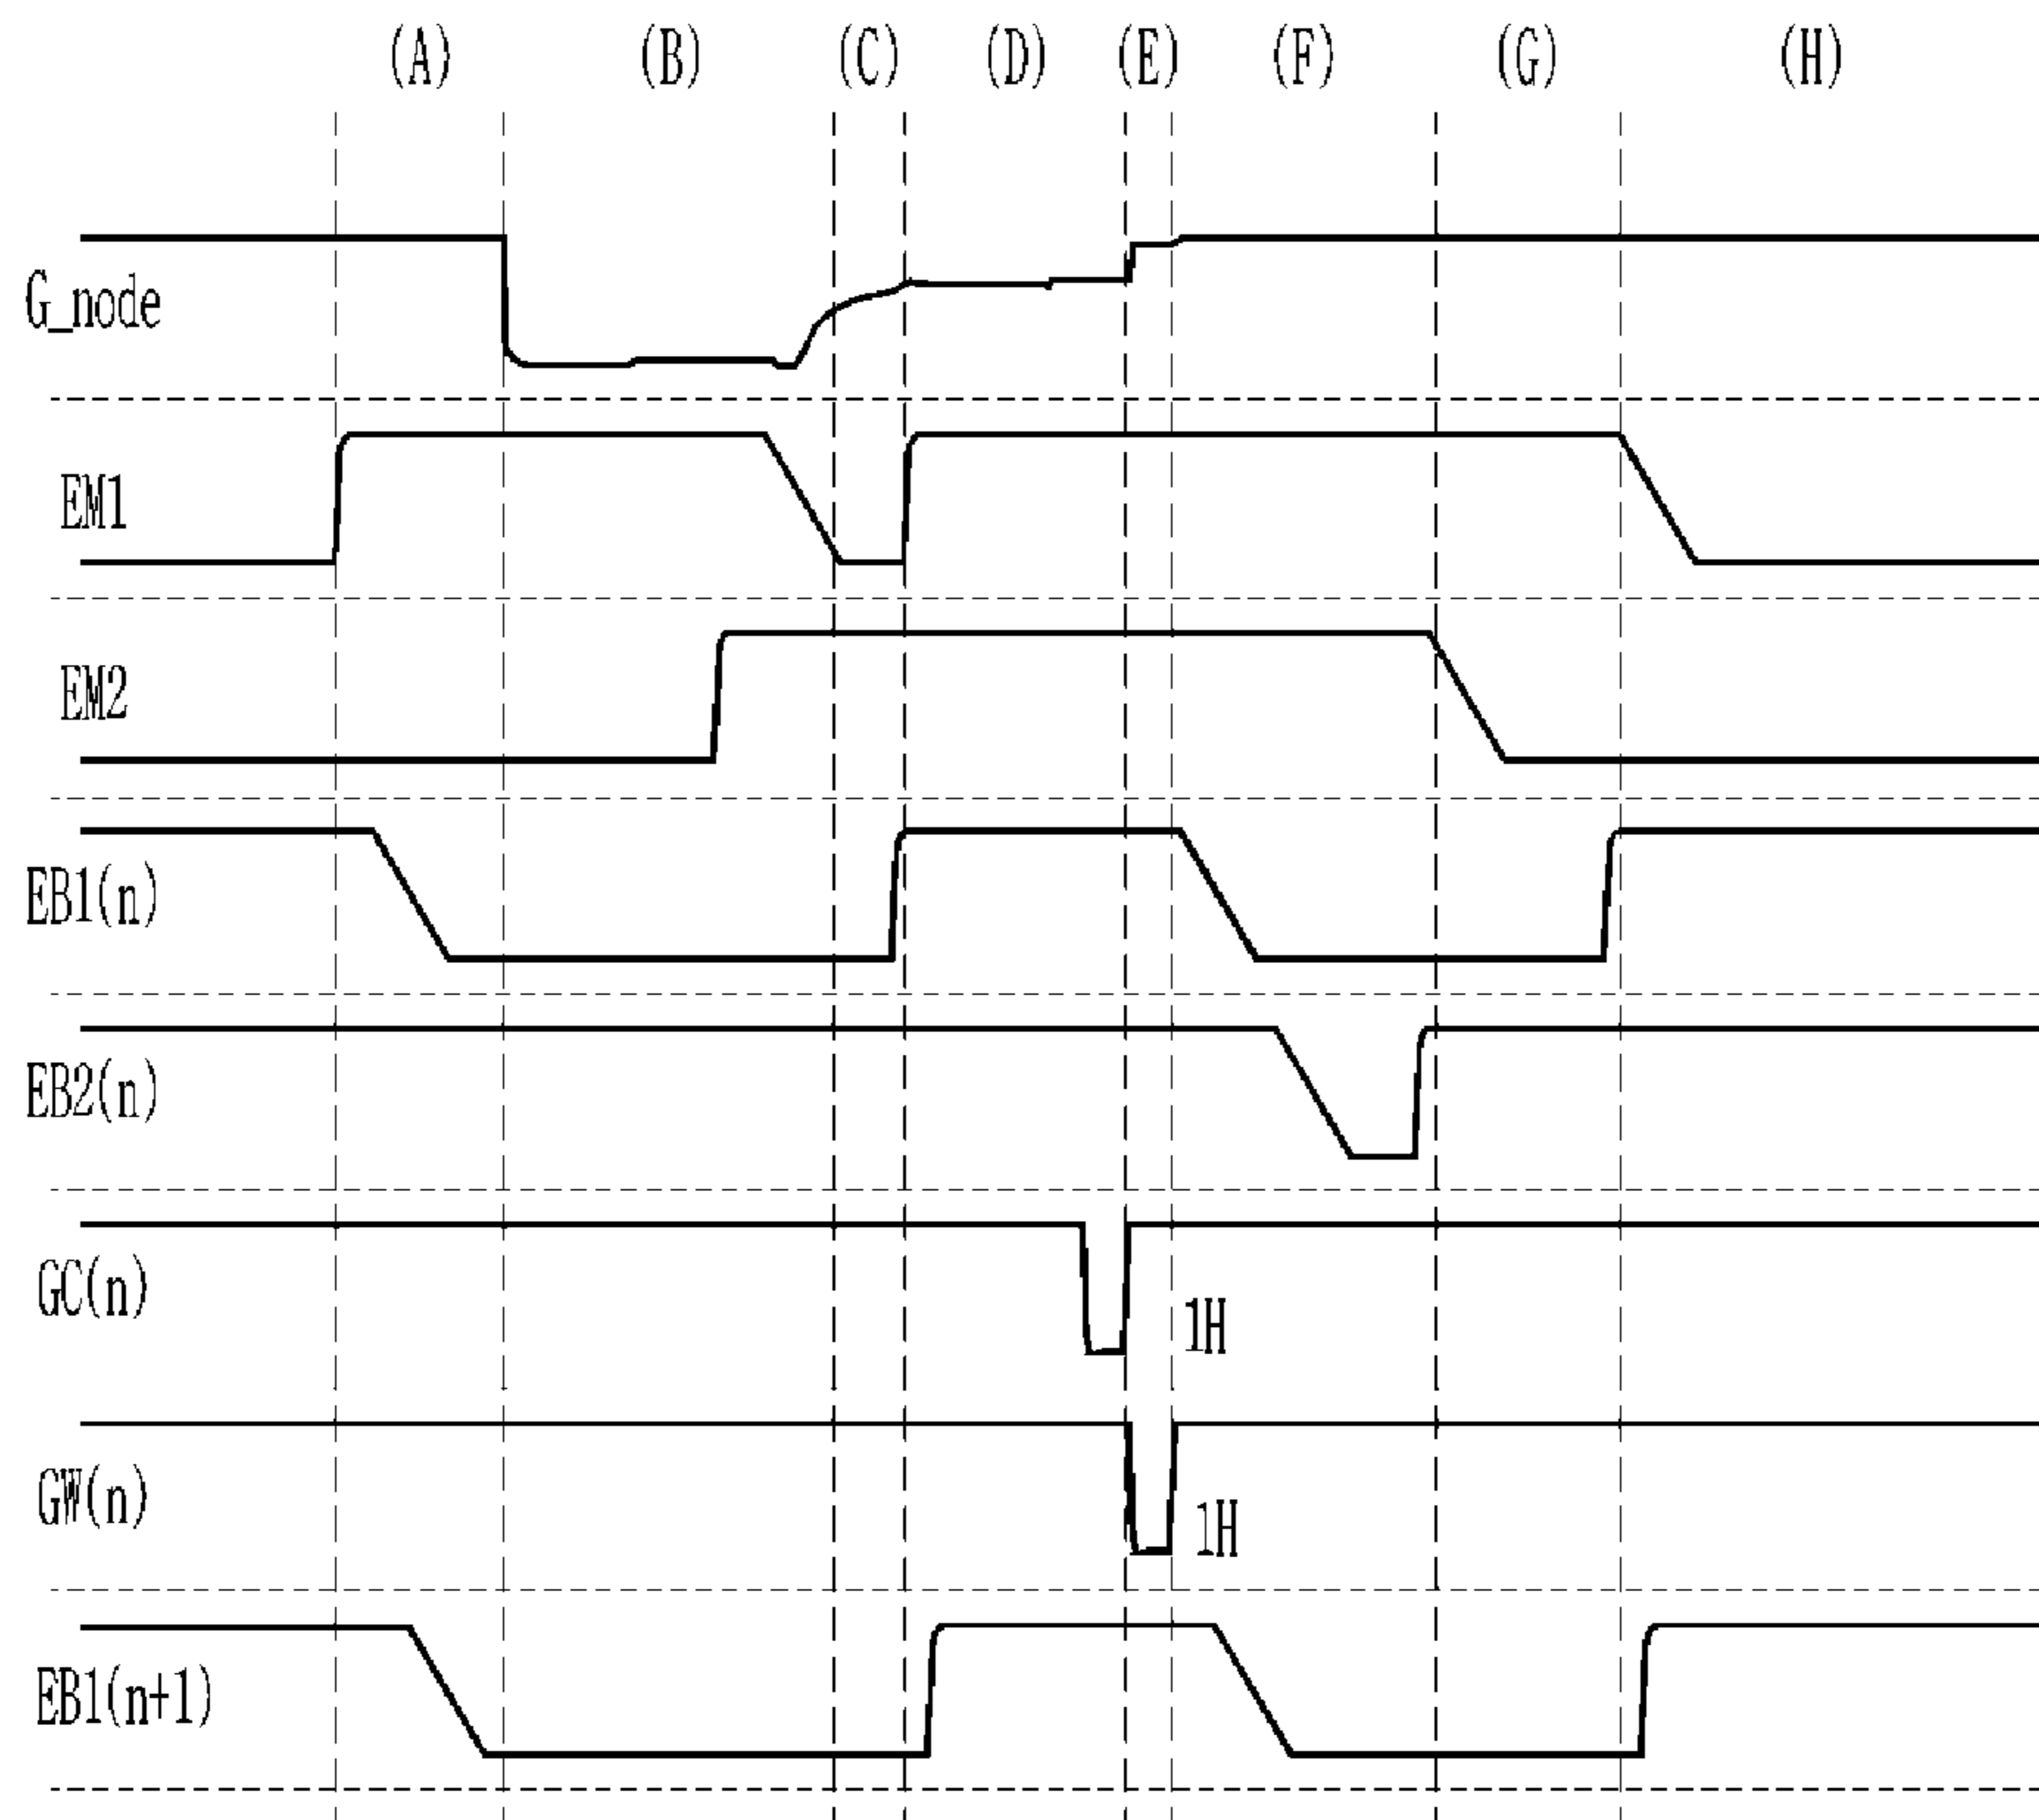 (A) (B) (C) (D) (E) (F) (G) (H)
G_node
EM1
EM2
EB1(n)
EB2(n)
GC(n)
1H
GW(n)
1H
EB1(n+1)